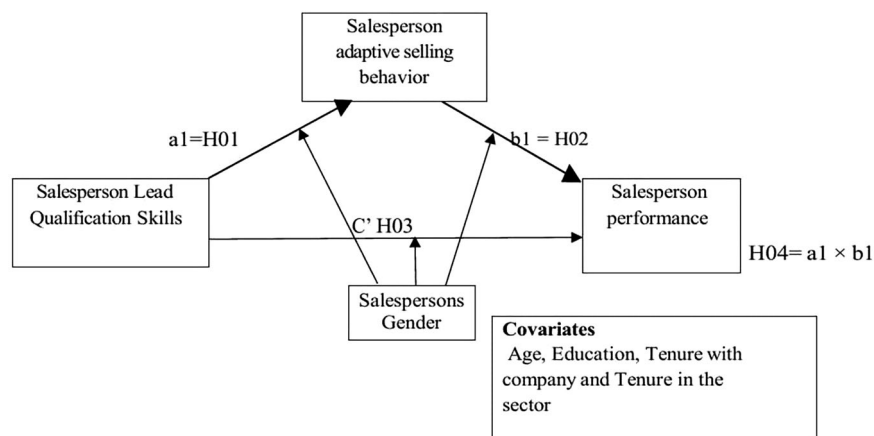 Salesperson
adaptive selling
behavior
a1=H01
b1 = H02
Salesperson Lead
Qualification Skills
Salesperson
performance
C’ H03
H04= a1 × b1
Salespersons
Gender
Covariates
Age, Education, Tenure with
company and Tenure in the
sector